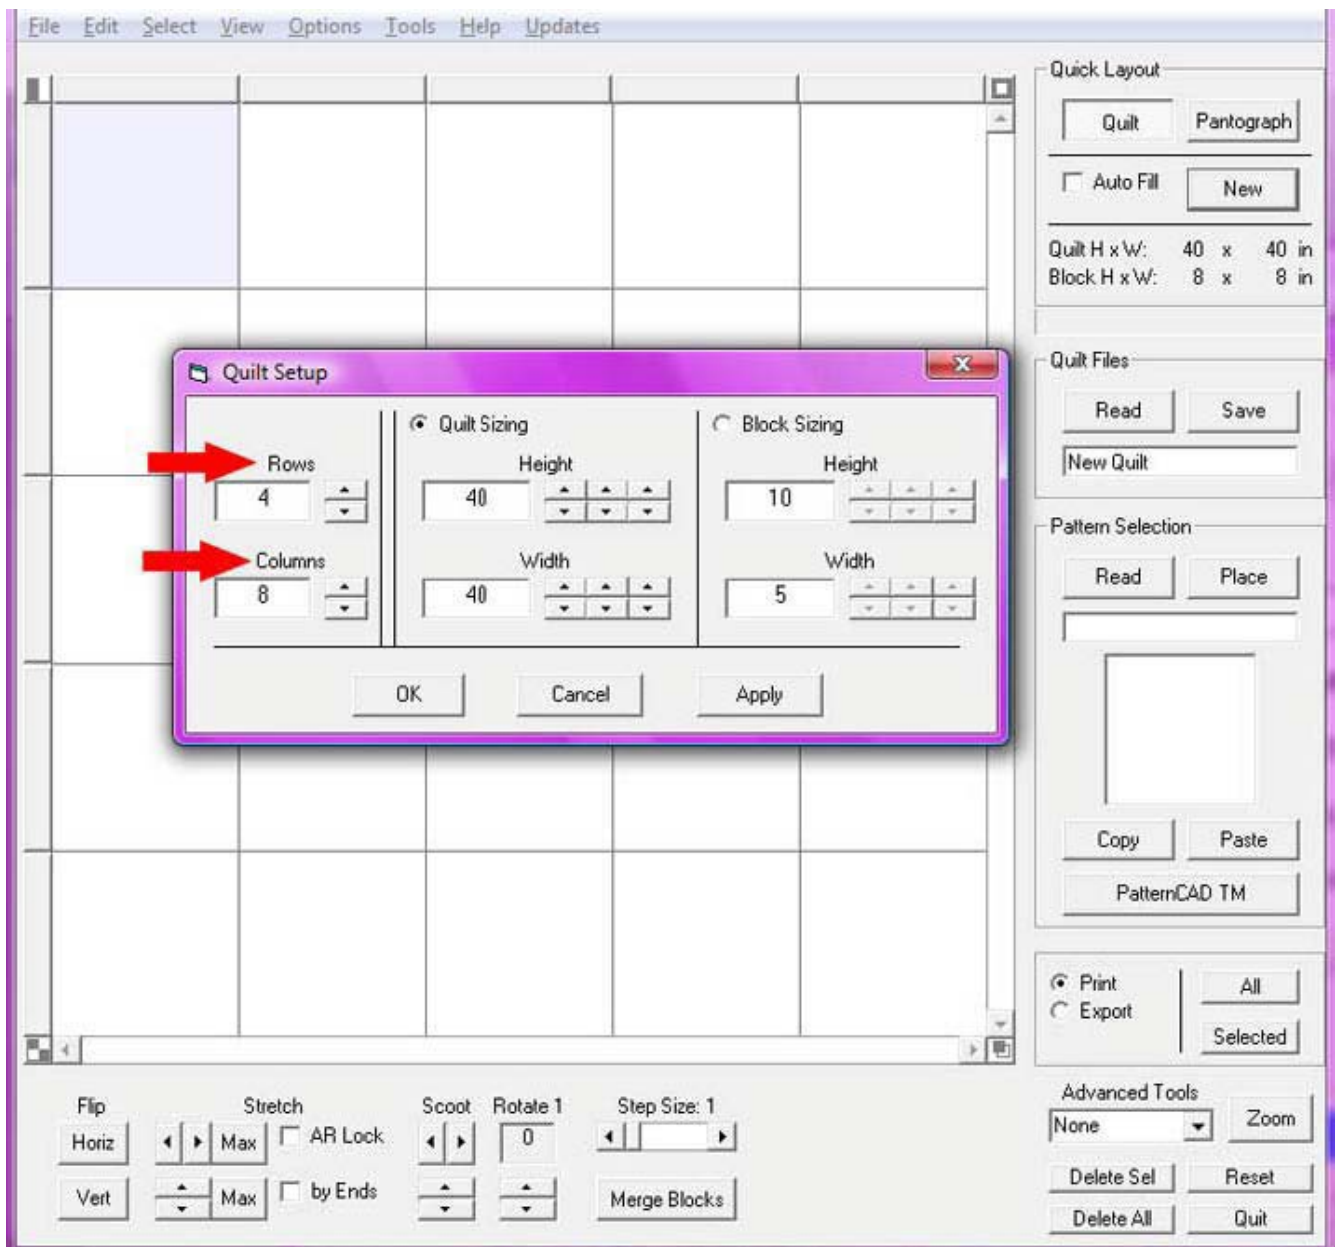 File Edit Select View Options Tools Help Updates
Quick Layout
Quilt Pantograph
Auto Fill New
Quilt H x W: 40 x 40 in
Block H x W: 8 x 8 in
Quilt Setup
Quilt Sizing Block Sizing
Rows Height Height
4 40 10
Columns Width Width
8 40 5
OK Cancel Apply
Quilt Files
Read Save
New Quilt
Pattern Selection
Read Place
Copy Paste
PatternCAD TM
Print All
Export
Selected
Flip Stretch Scoot Rotate 1 Step Size: 1
Horiz Max AR Lock 0
Vert Max by Ends Merge Blocks
Advanced Tools
None Zoom
Delete Sel Reset
Delete All Quit